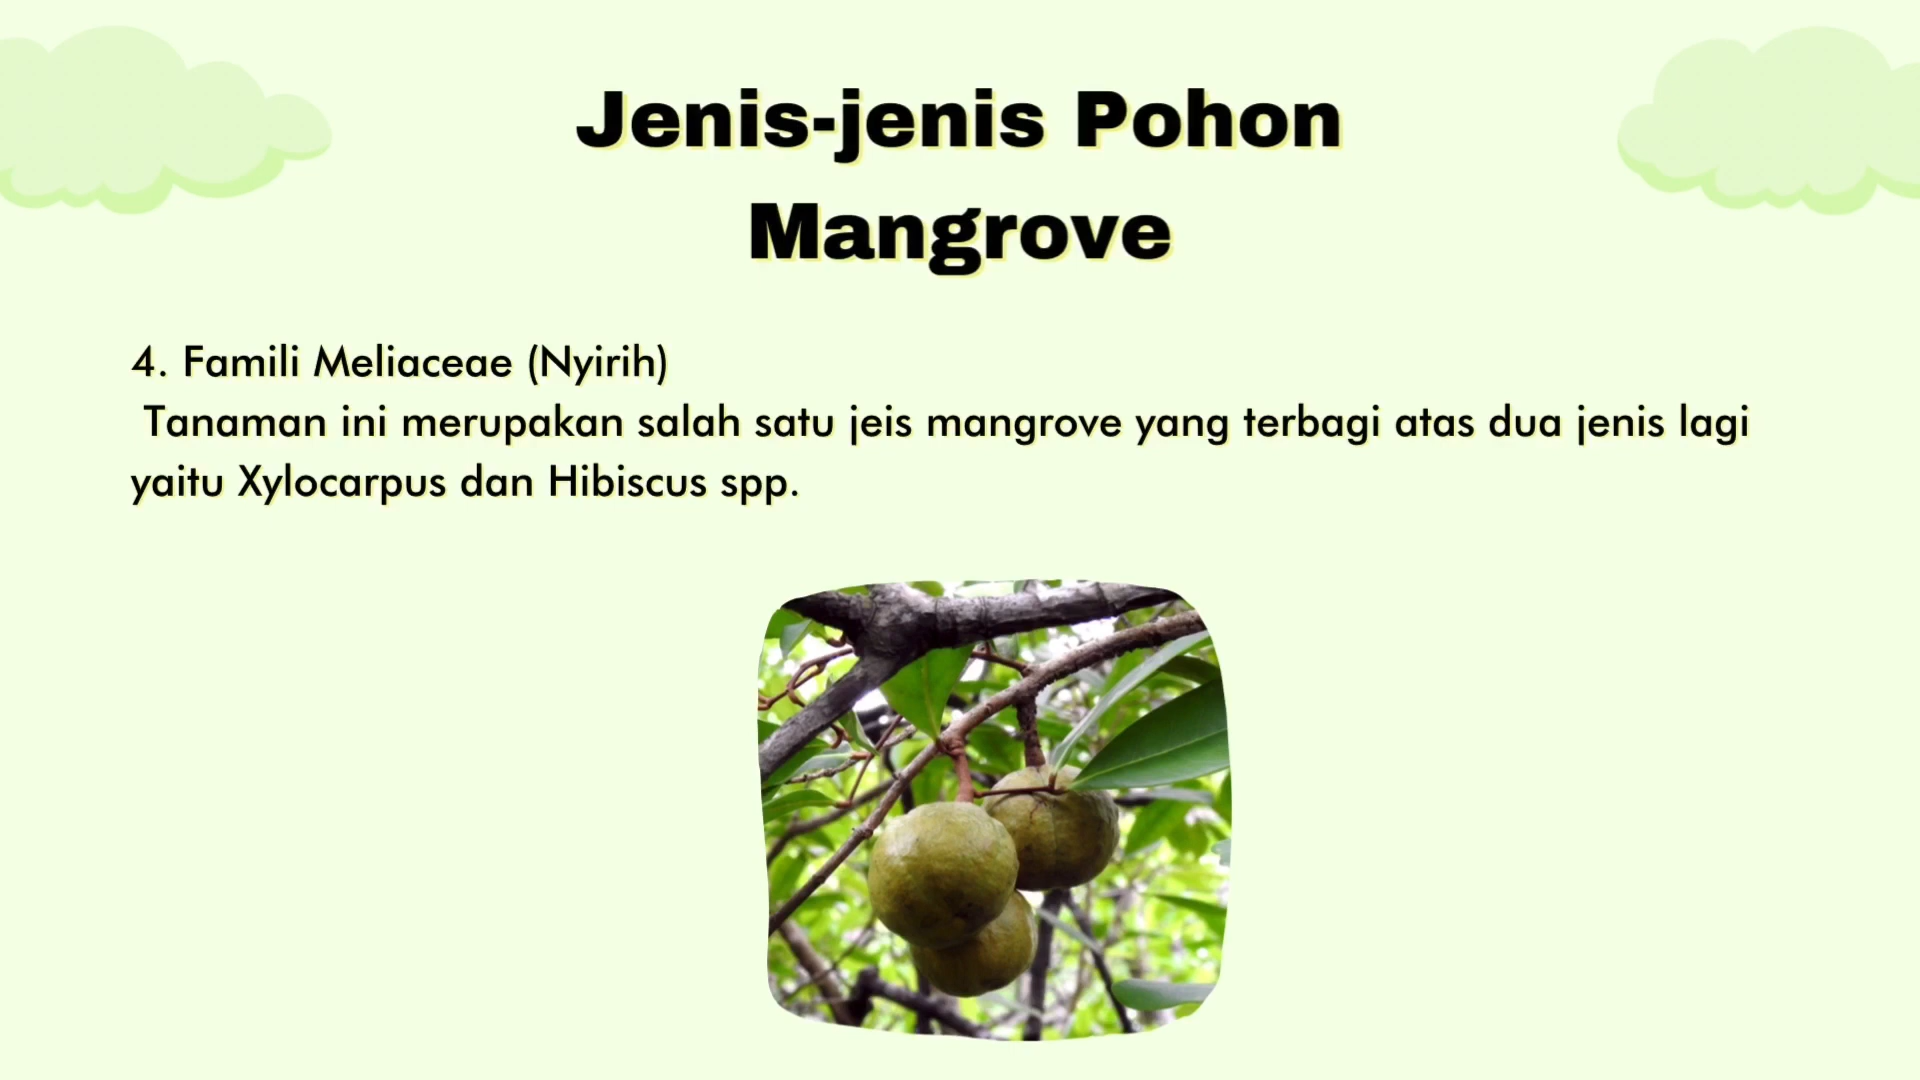 Jenis-jenis Pohon
Mangrove
4. Famili Meliaceae (Nyirih)
Tanaman ini merupakan salah satu jeis mangrove yang terbagi atas dua jenis lagi
yaitu Xylocarpus dan Hibiscus spp.